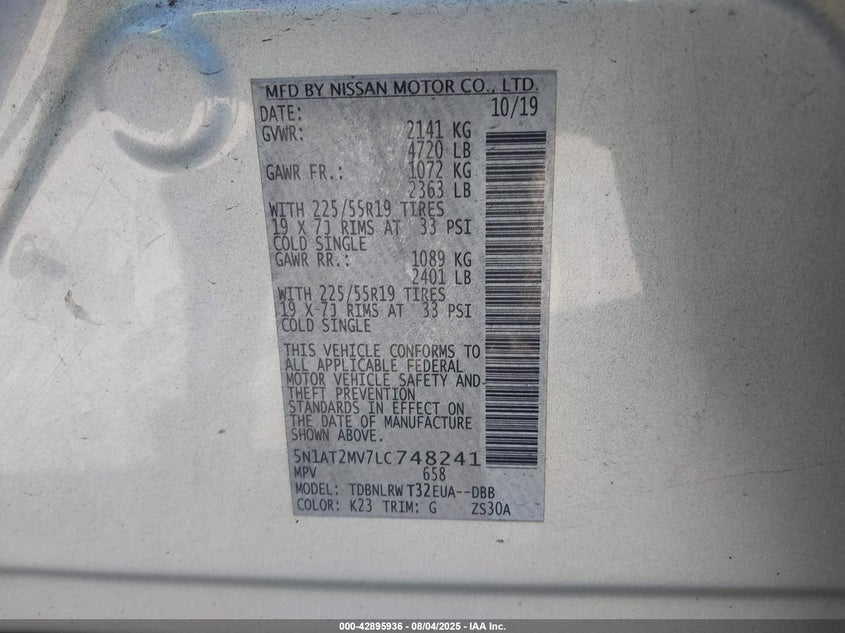 MFD BY NISSAN MOTOR CO., LTD.
DATE: 10/19
GVWR: 2141 KG
4720 LB
GAWR FR.: 1072 KG
2363 LB
WITH 225/55R19 TIRES
19 X 7J RIMS AT 33 PSI
COLD SINGLE
GAWR RR.: 1089 KG
2401 LB
WITH 225/55R19 TIRES
19 X 7J RIMS AT 33 PSI
COLD SINGLE
THIS VEHICLE CONFORMS TO
ALL APPLICABLE FEDERAL
MOTOR VEHICLE SAFETY AND
THEFT PREVENTION
STANDARDS IN EFFECT ON
THE DATE OF MANUFACTURE
SHOWN ABOVE.
5N1AT2MV7LC748241
MPV 658
MODEL: TDBNLRW T32EUA--DBB
COLOR: K23 TRIM: G ZS30A
000-42895936 - 08/04/2025 - IAA Inc.